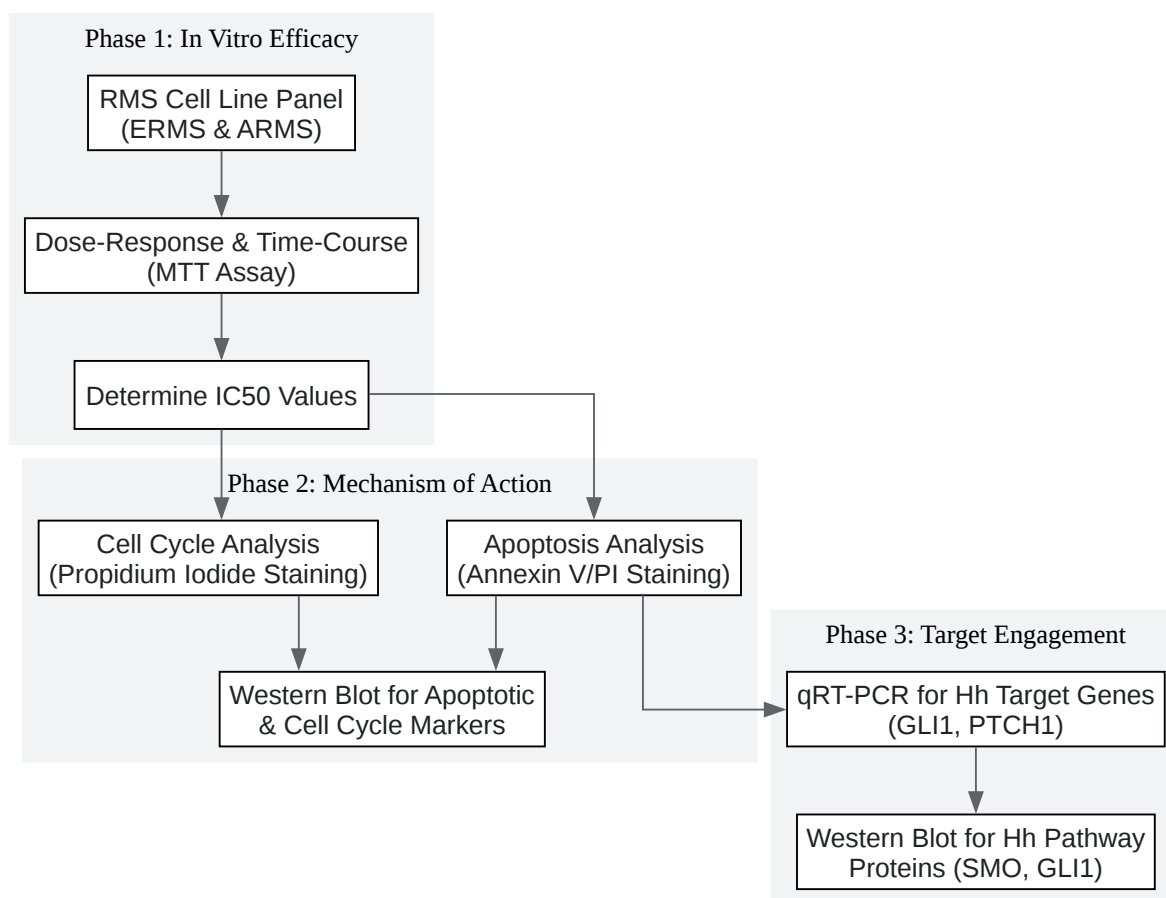 Phase 1: In Vitro Efficacy
RMS Cell Line Panel
(ERMS & ARMS)
Dose-Response & Time-Course
(MTT Assay)
Determine IC50 Values
Phase 2: Mechanism of Action
Cell Cycle Analysis
(Propidium Iodide Staining)
Apoptosis Analysis
(Annexin V/PI Staining)
Western Blot for Apoptotic
& Cell Cycle Markers
Phase 3: Target Engagement
qRT-PCR for Hh Target Genes
(GLI1, PTCH1)
Western Blot for Hh Pathway
Proteins (SMO, GLI1)